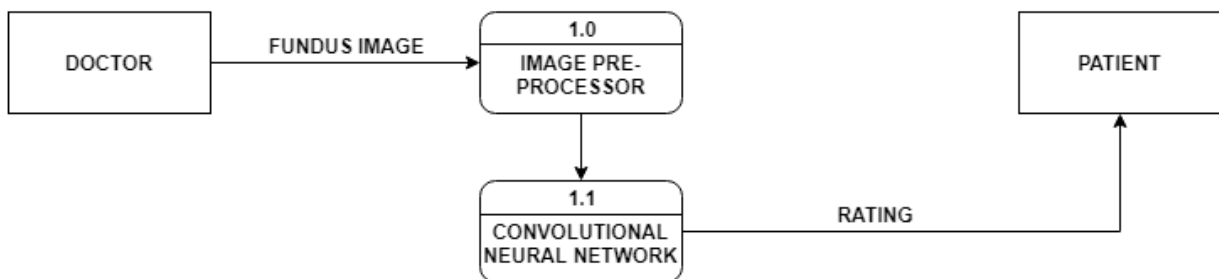 DOCTOR
FUNDUS IMAGE
1.0
IMAGE PRE-
PROCESSOR
PATIENT
1.1
CONVOLUTIONAL
NEURAL NETWORK
RATING